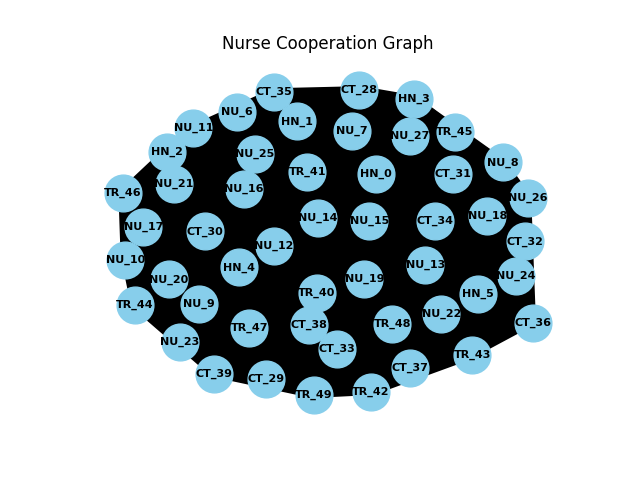 Nurse Cooperation Graph
CT_35
CT_28
HN_3
NU_6
HN_1
NU_11
NU_7
NU_27
TR_45
HN_2
NU_25
NU_8
TR_41
HN_0
CT_31
NU_21
NU_16
TR_46
NU_26
NU_14
NU_15
CT_34
NU_18
NU_17
CT_30
CT_32
NU_12
NU_10
HN_4
NU_13
NU_24
NU_20
NU_19
TR_40
HN_5
TR_44
NU_9
NU_22
CT_36
CT_38
TR_48
TR_47
NU_23
CT_33
TR_43
CT_37
CT_39
CT_29
TR_42
TR_49